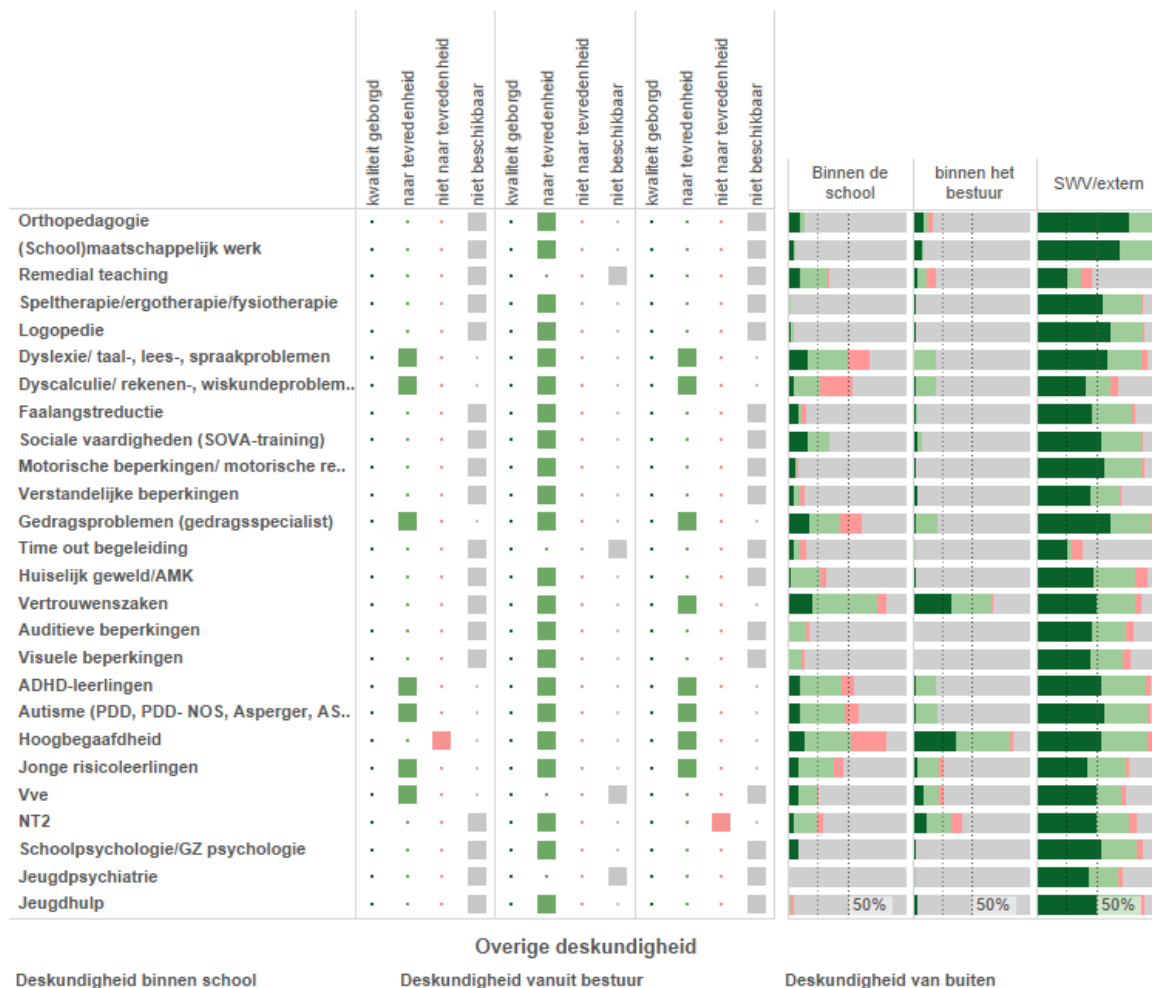 kwaliteit geborgd
naar tevredenheid
niet naar tevredenheid
niet beschikbaar
kwaliteit geborgd
naar tevredenheid
niet naar tevredenheid
niet beschikbaar
kwaliteit geborgd
naar tevredenheid
niet naar tevredenheid
niet beschikbaar
Binnen de
school
binnen het
bestuur
SWV/extern
Orthopedagogie
(School)maatschappelijk werk
Remedial teaching
Speltherapie/ergotherapie/fysiotherapie
Logopedie
Dyslexie/ taal-, lees-, spraakproblemen
Dyscalculie/ rekenen-, wiskundeproblem..
Faalangstreductie
Sociale vaardigheden (SOVA-training)
Motorische beperkingen/ motorische re..
Verstandelijke beperkingen
Gedragsproblemen (gedragsspecialist)
Time out begeleiding
Huiselijk geweld/AMK
Vertrouwenszaken
Auditieve beperkingen
Visuele beperkingen
ADHD-leerlingen
Autisme (PDD, PDD- NOS, Asperger, AS..
Hoogbegaafdheid
Jonge risicoleerlingen
Vve
NT2
Schoolpsychologie/GZ psychologie
Jeugdpsychiatrie
Jeugdhulp 50% 50% 50%
Overige deskundigheid
Deskundigheid binnen school Deskundigheid vanuit bestuur Deskundigheid van buiten